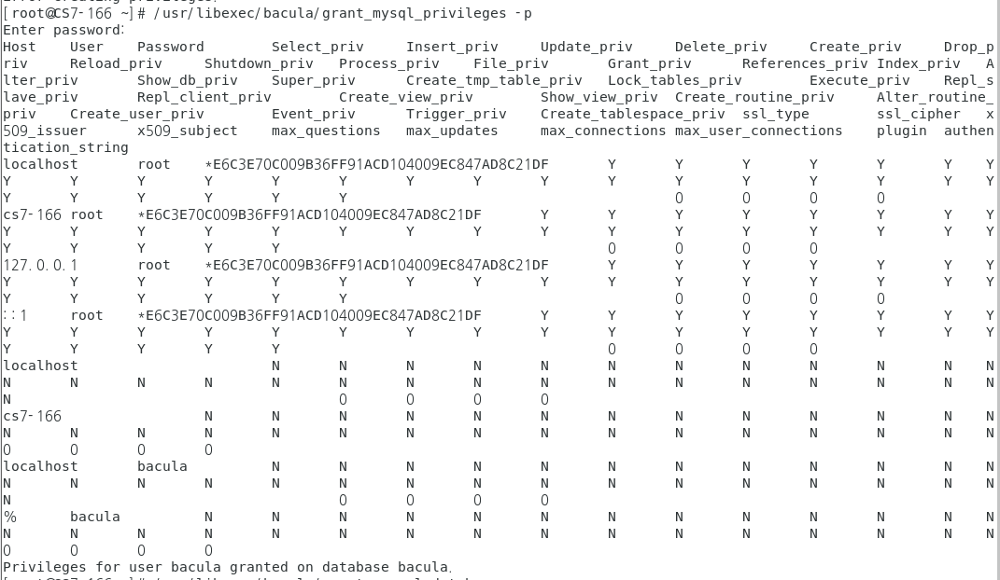 [root@CS7-166 ~]# /usr/libexec/bacula/grant_mysql_privileges -p
Enter password:
Host User Password Select_priv Insert_priv Update_priv Delete_priv Create_priv Drop_p
riv Reload_priv Shutdown_priv Process_priv File_priv Grant_priv References_priv Index_priv A
lter_priv Show_db_priv Super_priv Create_tmp_table_priv Lock_tables_priv Execute_priv Repl_s
lave_priv Repl_client_priv Create_view_priv Show_view_priv Create_routine_priv Alter_routine_
priv Create_user_priv Event_priv Trigger_priv Create_tablespace_priv ssl_type ssl_cipher x
509_issuer x509_subject max_questions max_updates max_connections max_user_connections plugin authen
tication_string
localhost root *E6C3E70C009B36FF91ACD104009EC847AD8C21DF Y Y Y Y Y Y Y
Y Y Y Y Y Y Y Y Y Y Y Y Y Y Y Y
Y Y Y Y Y Y 0 0 0 0
cs7-166 root *E6C3E70C009B36FF91ACD104009EC847AD8C21DF Y Y Y Y Y Y Y Y
Y Y Y Y Y Y Y Y Y Y Y Y Y Y Y Y
Y Y Y Y Y 0 0 0 0
127.0.0.1 root *E6C3E70C009B36FF91ACD104009EC847AD8C21DF Y Y Y Y Y Y Y
Y Y Y Y Y Y Y Y Y Y Y Y Y Y Y Y
Y Y Y Y Y Y 0 0 0 0
::1 root *E6C3E70C009B36FF91ACD104009EC847AD8C21DF Y Y Y Y Y Y Y Y
Y Y Y Y Y Y Y Y Y Y Y Y Y Y Y Y
Y Y Y Y Y 0 0 0 0
localhost N N N N N N N N N N N N
N N N N N N N N N N N N N N N N
N 0 0 0 0
cs7-166 N N N N N N N N N N N N N
N N N N N N N N N N N N N N N N
0 0 0 0
localhost bacula N N N N N N N N N N N N
N N N N N N N N N N N N N N N N
N 0 0 0 0
% bacula N N N N N N N N N N N N N
N N N N N N N N N N N N N N N N
0 0 0 0
Privileges for user bacula granted on database bacula.